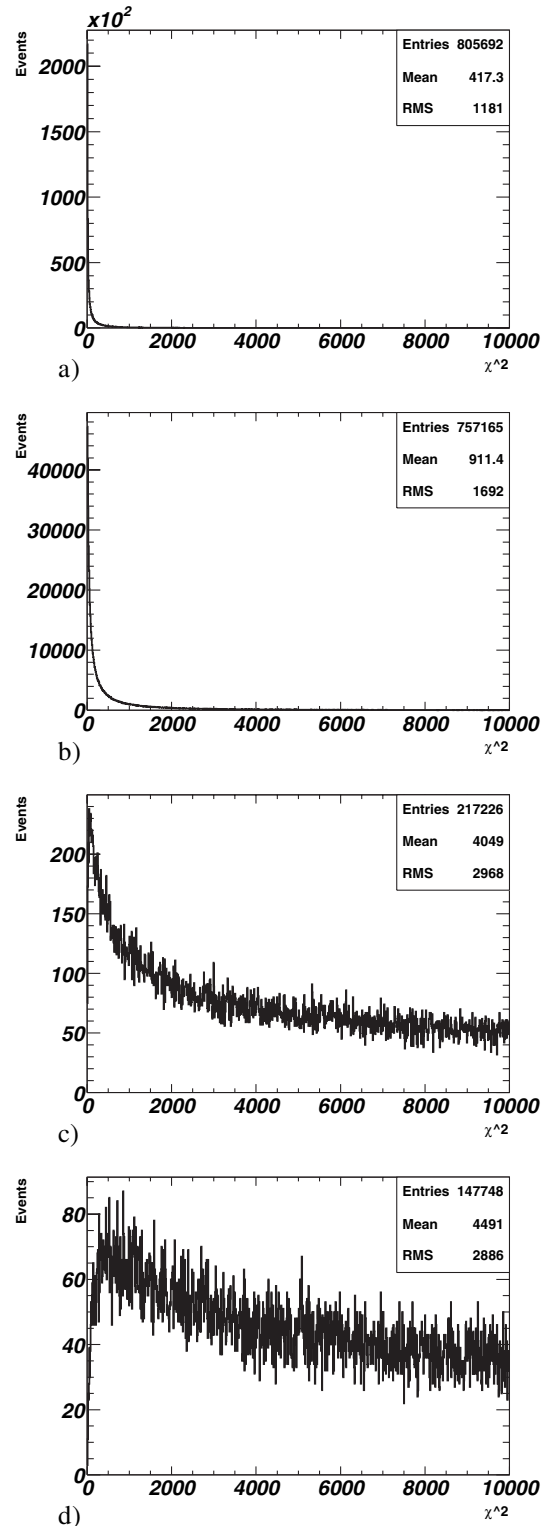 x10^2
Events
Entries 805692
Mean 417.3
RMS 1181
2000
1500
1000
500
0
0 2000 4000 6000 8000 10000
χ^2
a)
Events
Entries 757165
Mean 911.4
RMS 1692
40000
30000
20000
10000
0
0 2000 4000 6000 8000 10000
χ^2
b)
Events
Entries 217226
Mean 4049
RMS 2968
200
150
100
50
0
0 2000 4000 6000 8000 10000
χ^2
c)
Events
Entries 147748
Mean 4491
RMS 2886
80
60
40
20
0
0 2000 4000 6000 8000 10000
χ^2
d)